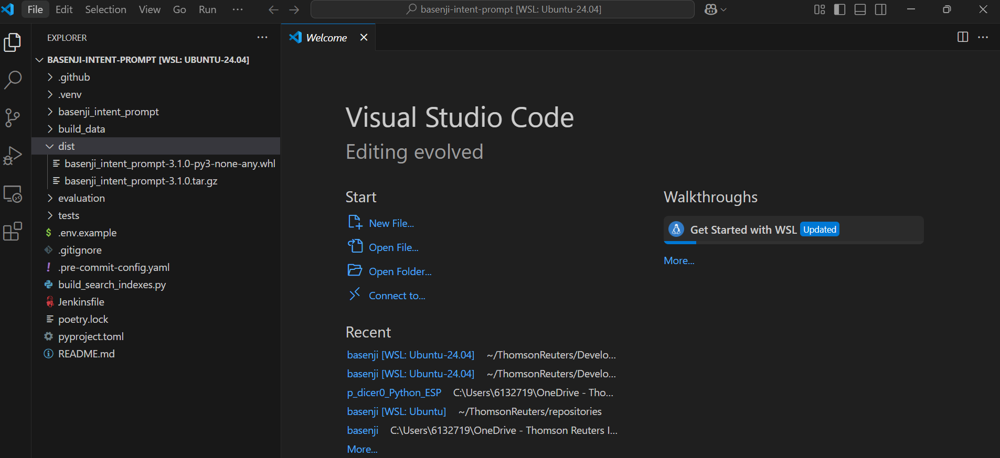 File Edit Selection View Go Run ···
basenji-intent-prompt [WSL: Ubuntu-24.04]
EXPLORER
Welcome
BASENJI-INTENT-PROMPT [WSL: UBUNTU-24.04]
.github
.venv
basenji_intent_prompt
build_data
dist
basenji_intent_prompt-3.1.0-py3-none-any.whl
basenji_intent_prompt-3.1.0.tar.gz
evaluation
tests
.env.example
.gitignore
.pre-commit-config.yaml
build_search_indexes.py
Jenkinsfile
poetry.lock
pyproject.toml
README.md
Visual Studio Code
Editing evolved
Start
New File...
Open File...
Open Folder...
Connect to...
Recent
basenji [WSL: Ubuntu-24.04] ~/ThomsonReuters/Develo...
basenji [WSL: Ubuntu-24.04] ~/ThomsonReuters/Develo...
p_dicer0_Python_ESP C:\Users\6132719\OneDrive - Tho...
basenji [WSL: Ubuntu] ~/ThomsonReuters/repositories
basenji C:\Users\6132719\OneDrive - Thomson Reuters I...
More...
Walkthroughs
Get Started with WSL Updated
More...